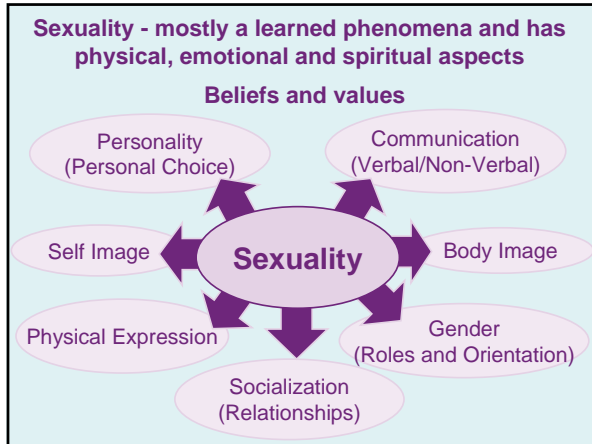 Sexuality - mostly a learned phenomena and has
physical, emotional and spiritual aspects
Beliefs and values
Personality
(Personal Choice)
Communication
(Verbal/Non-Verbal)
Self Image
Sexuality
Body Image
Physical Expression
Gender
(Roles and Orientation)
Socialization
(Relationships)